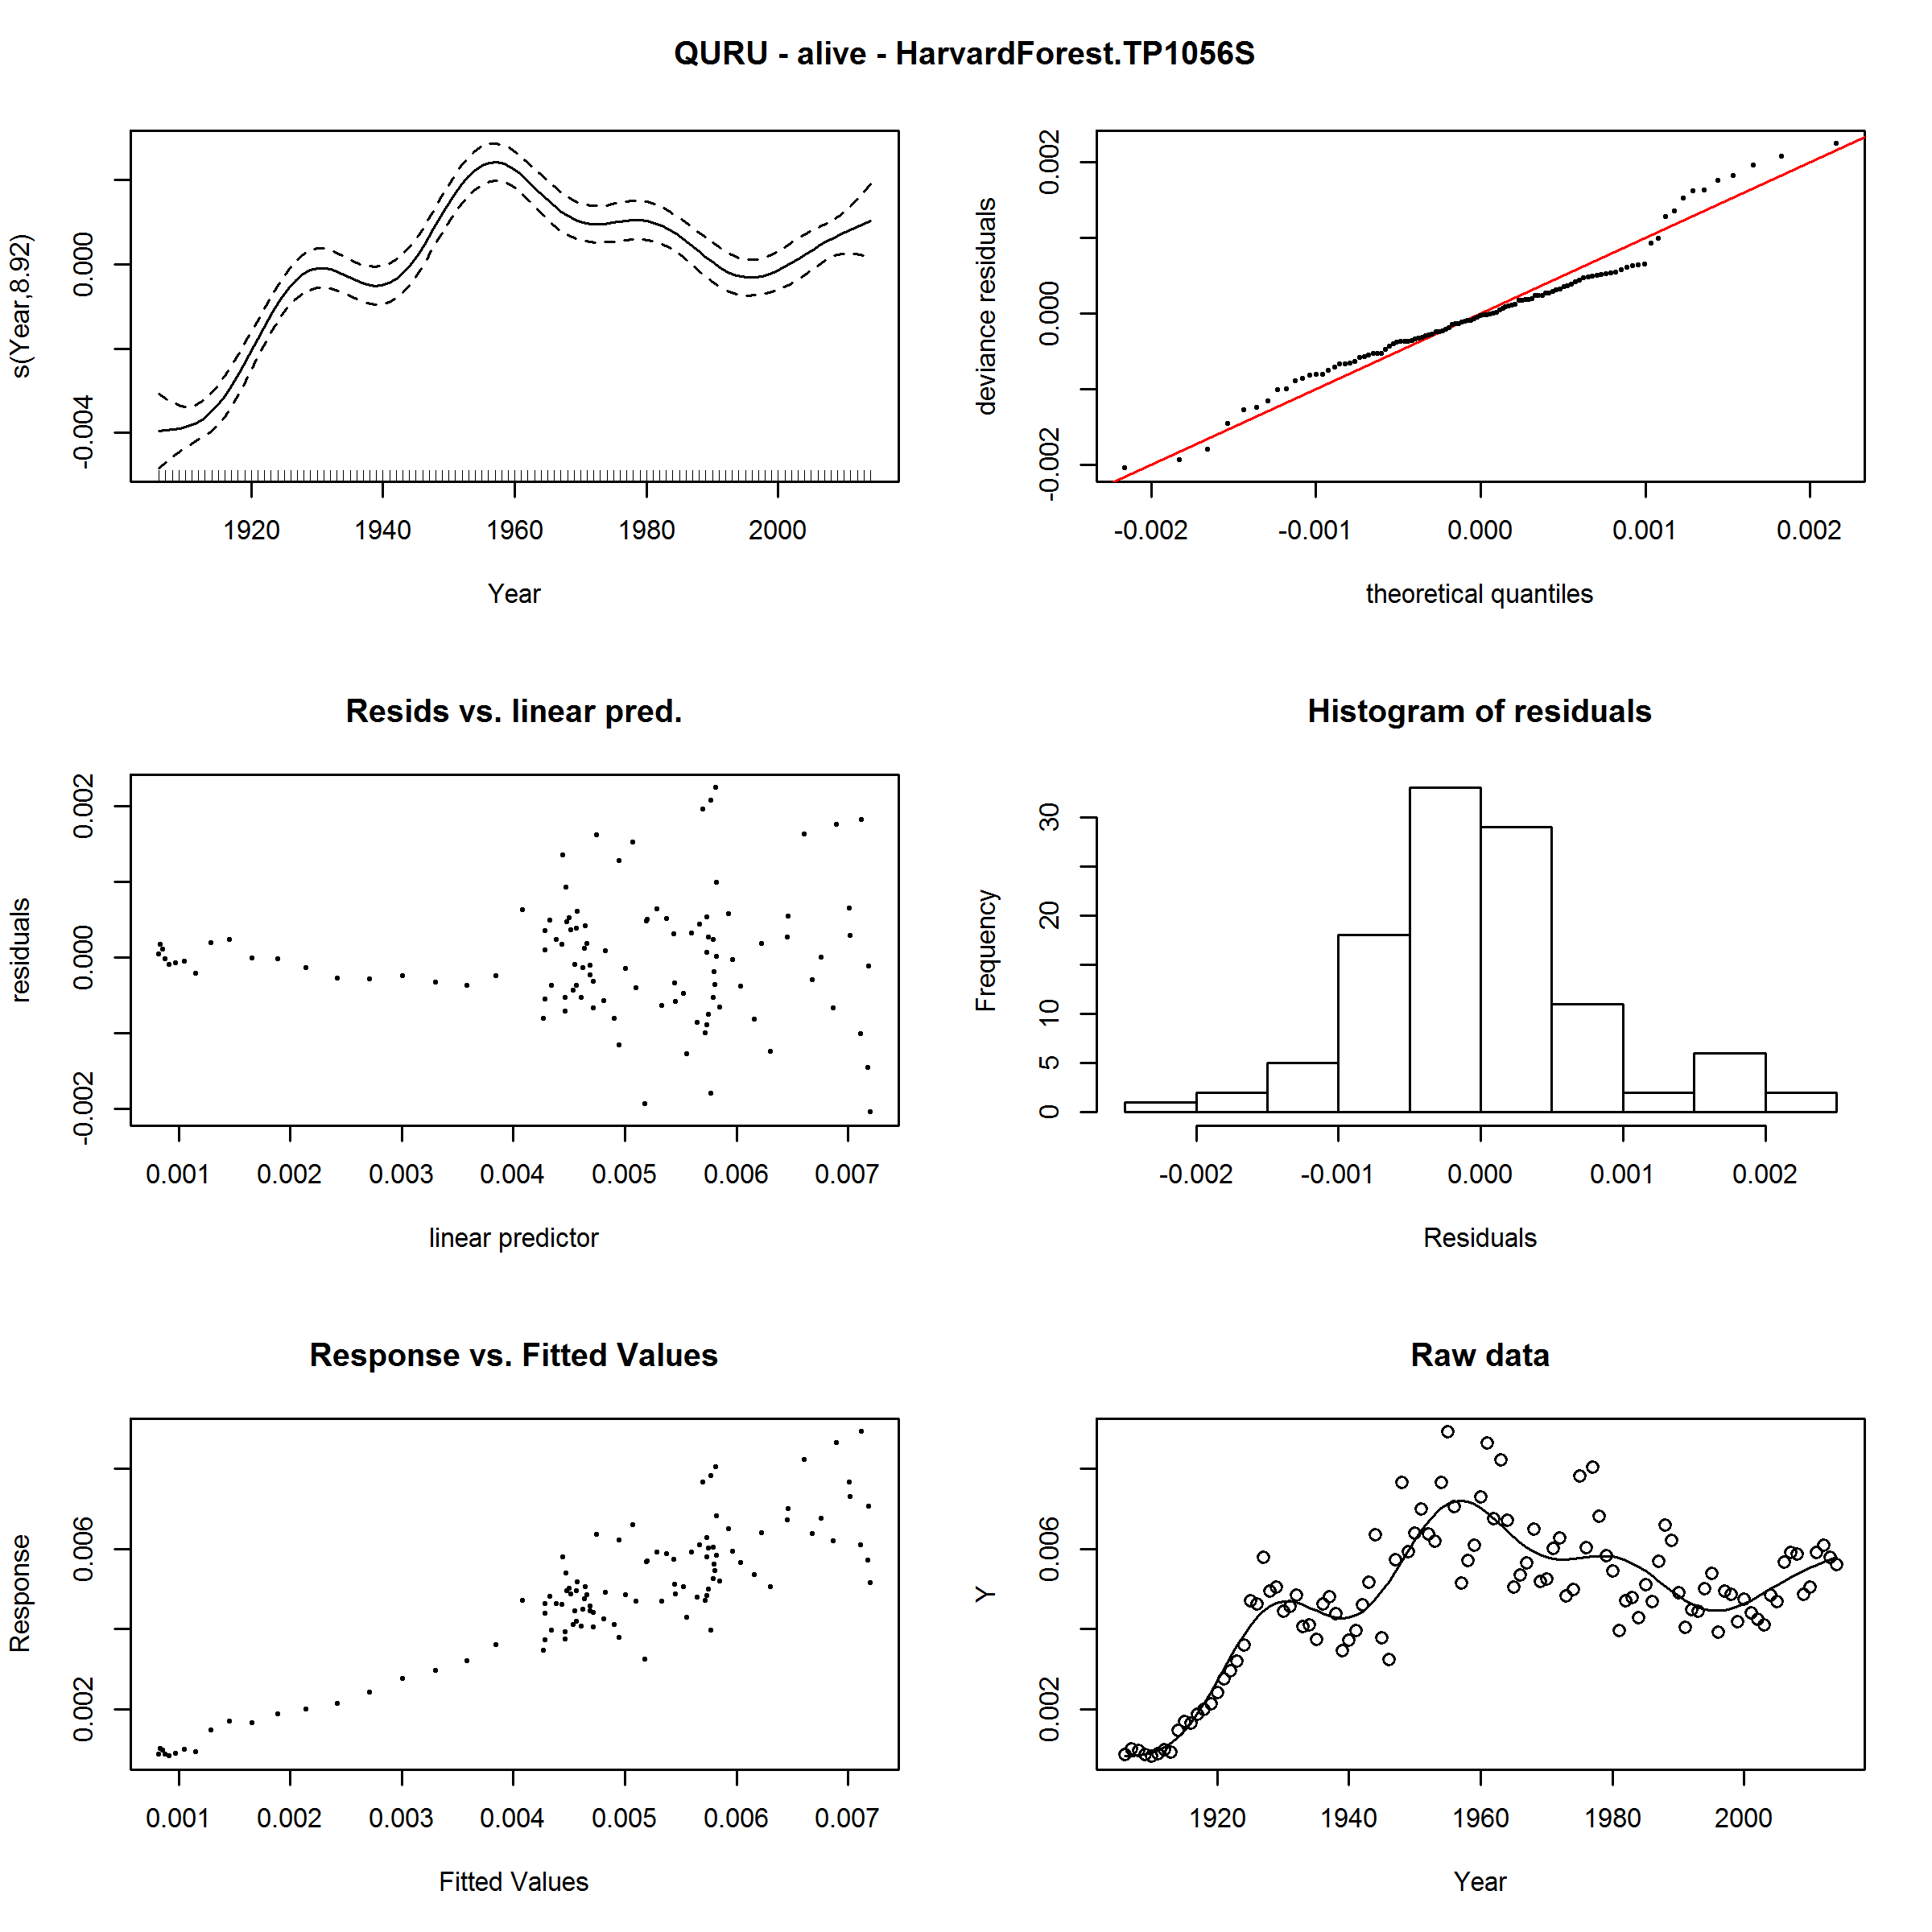 QURU - alive - HarvardForest.TP1056S
s(Year,8.92)
-0.004 0.000
1920 1940 1960 1980 2000
Year
deviance residuals
-0.002 0.000 0.002
-0.002 -0.001 0.000 0.001 0.002
theoretical quantiles
Resids vs. linear pred.
residuals
-0.002 0.000 0.002
0.001 0.002 0.003 0.004 0.005 0.006 0.007
linear predictor
Histogram of residuals
Frequency
0 5 10 20 30
-0.002 -0.001 0.000 0.001 0.002
Residuals
Response vs. Fitted Values
Response
0.002 0.006
0.001 0.002 0.003 0.004 0.005 0.006 0.007
Fitted Values
Raw data
Y
0.002 0.006
1920 1940 1960 1980 2000
Year